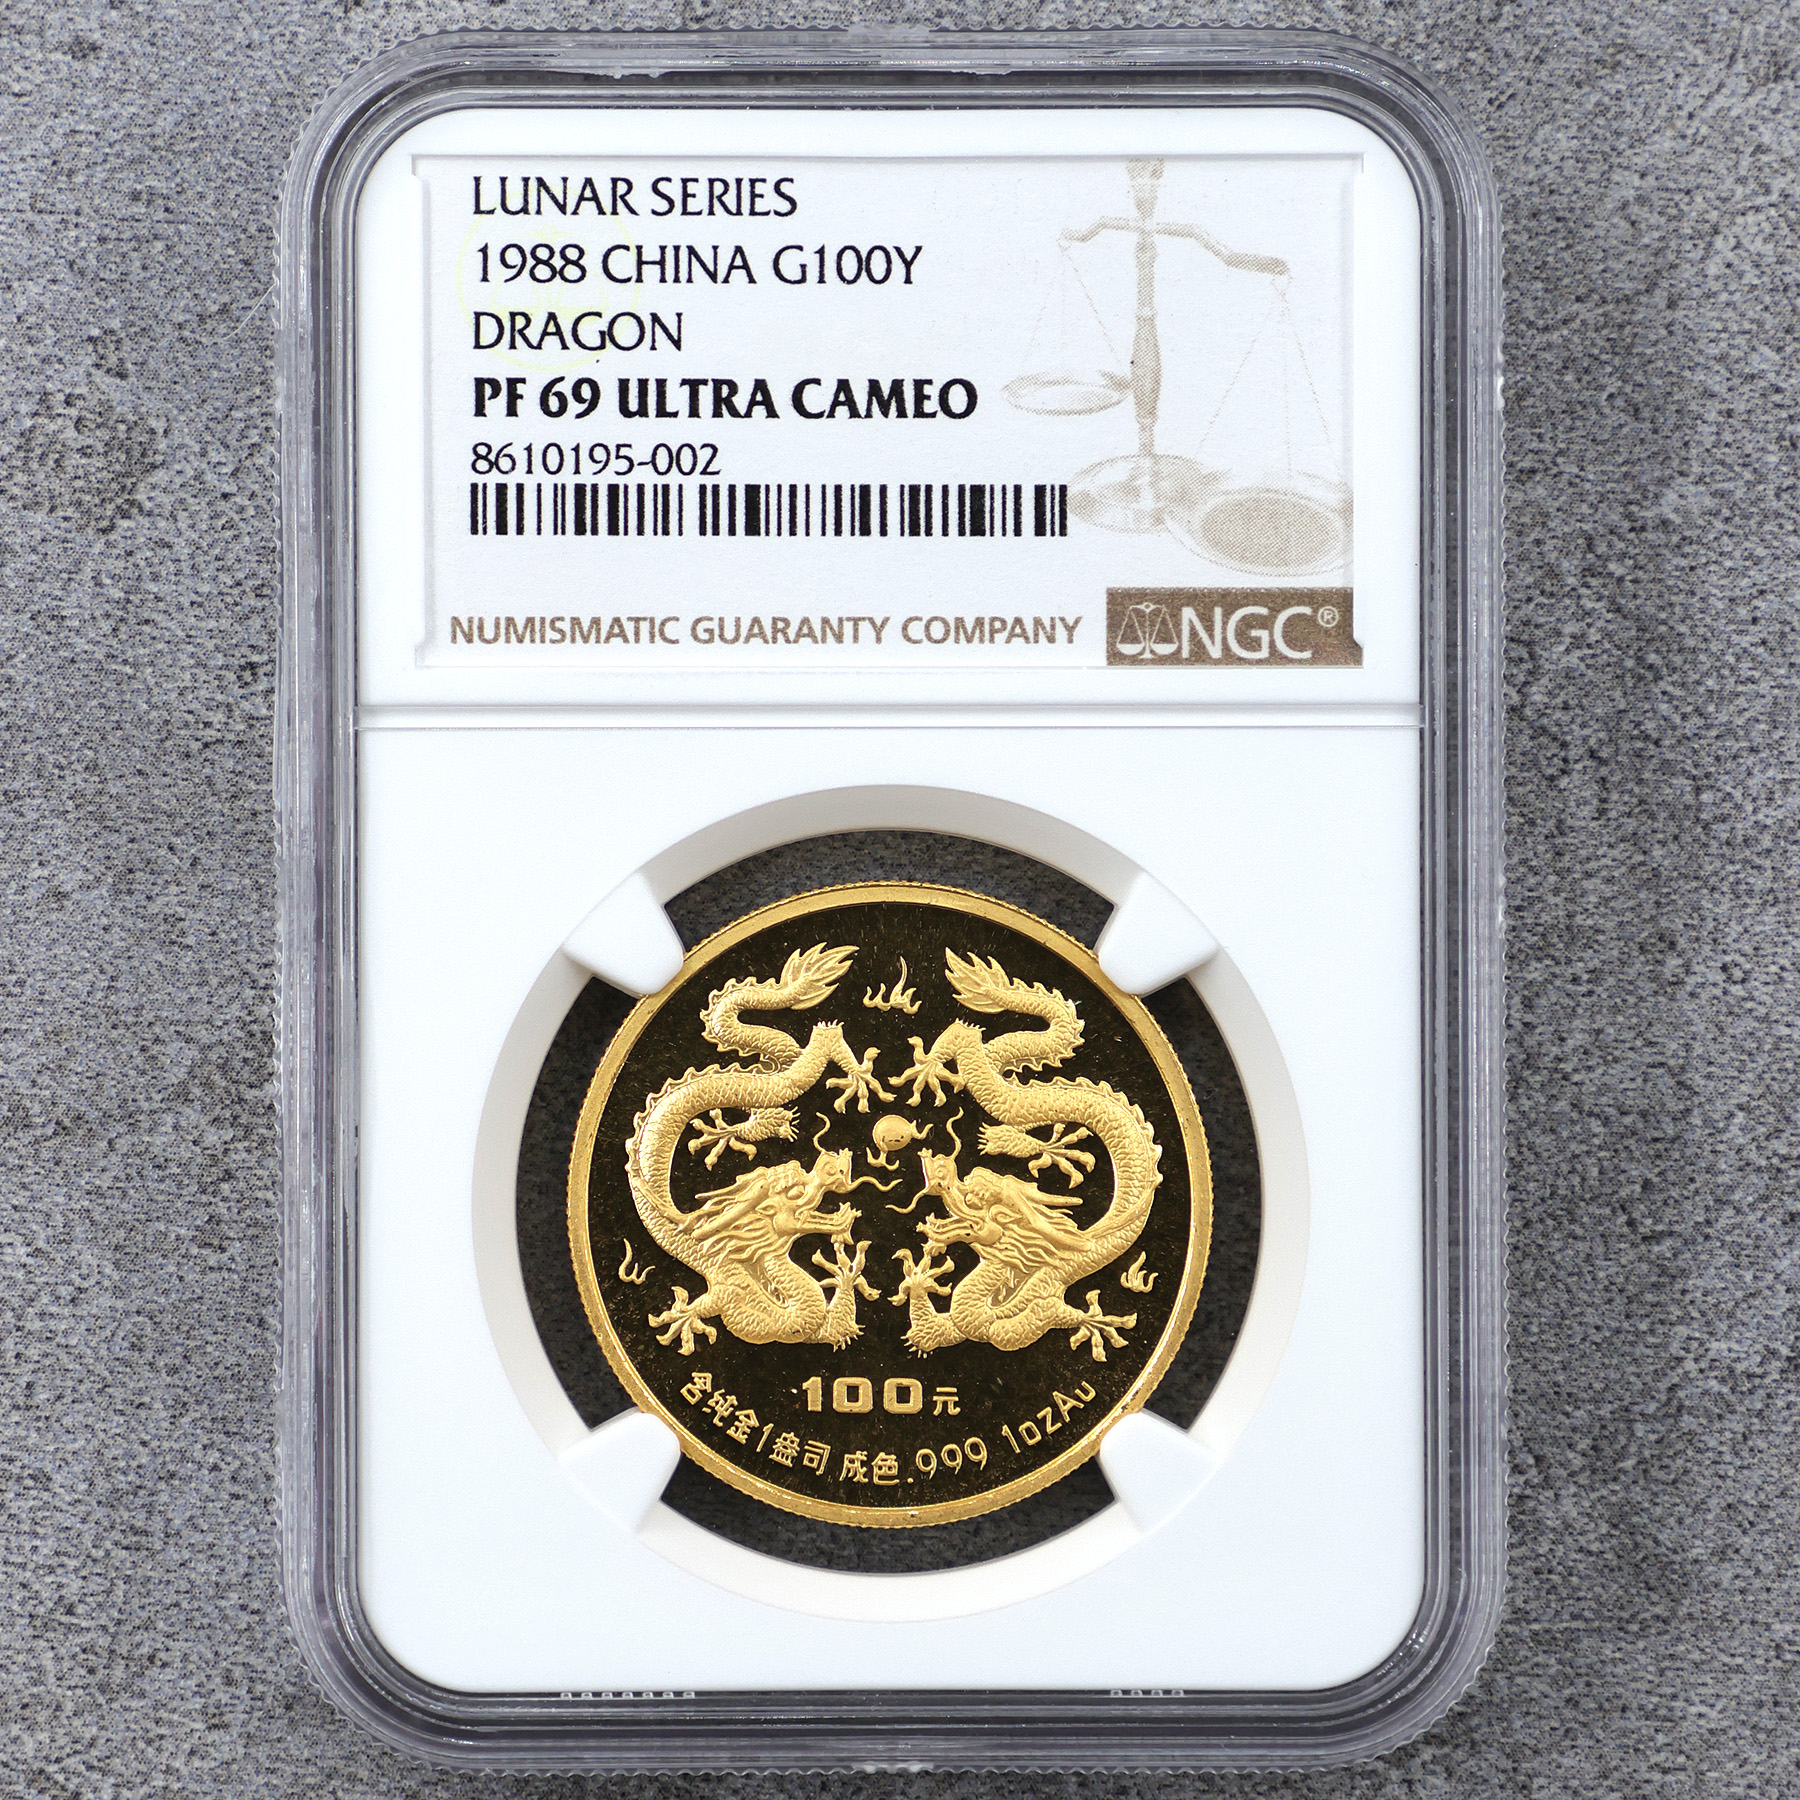 LUNAR SERIES
1988 CHINA G100Y
DRAGON
PF 69 ULTRA CAMEO
8610195-002
NUMISMATIC GUARANTY COMPANY
NGC®
100元
含纯金1盎司 成色.999 1ozAu